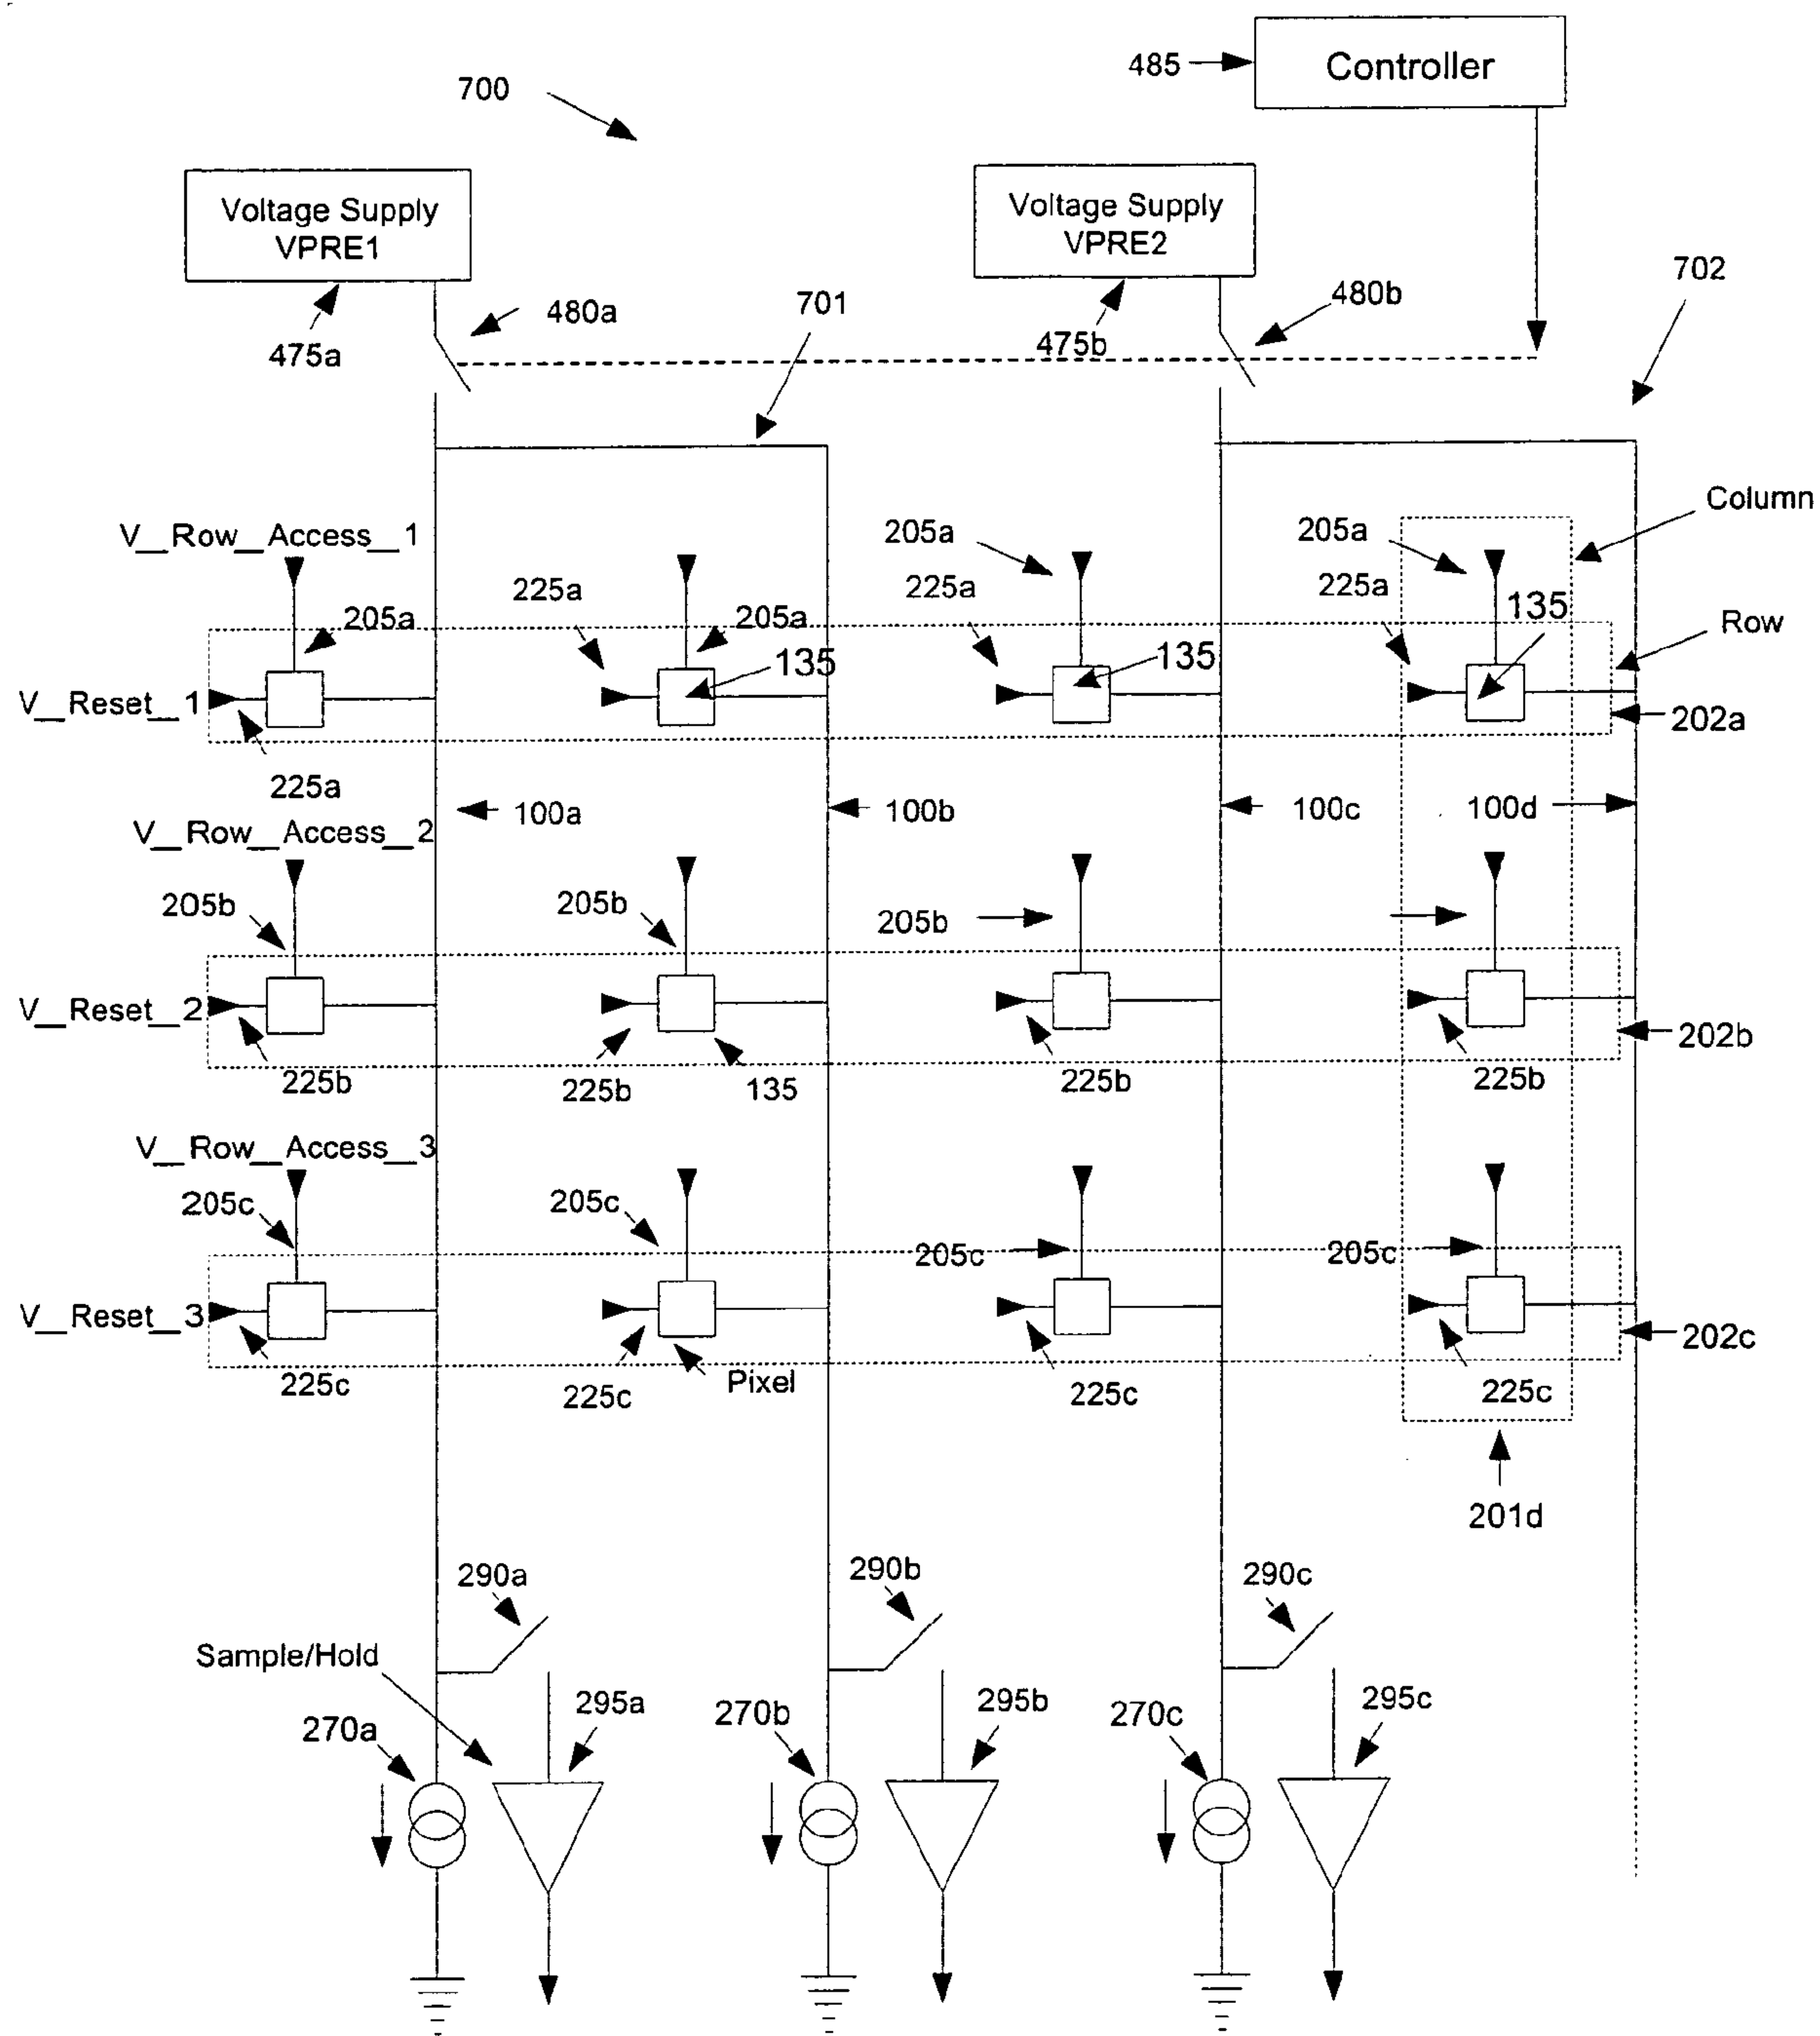 485
Controller
700
Voltage Supply
VPRE1
Voltage Supply
VPRE2
702
701
480a
480b
475a
475b
Column
V__Row__Access__1
205a
205a
225a
225a
225a
205a
205a
135
Row
135
135
V__Reset__1
202a
225a
100a
100b
100c
100d
V__Row__Access__2
205b
205b
205b
V__Reset__2
202b
225b
225b
135
225b
225b
V__Row__Access__3
205c
205c
205c
205c
V__Reset__3
202c
225c
225c
Pixel
225c
225c
201d
290a
290b
290c
Sample/Hold
270a
295a
270b
295b
270c
295c